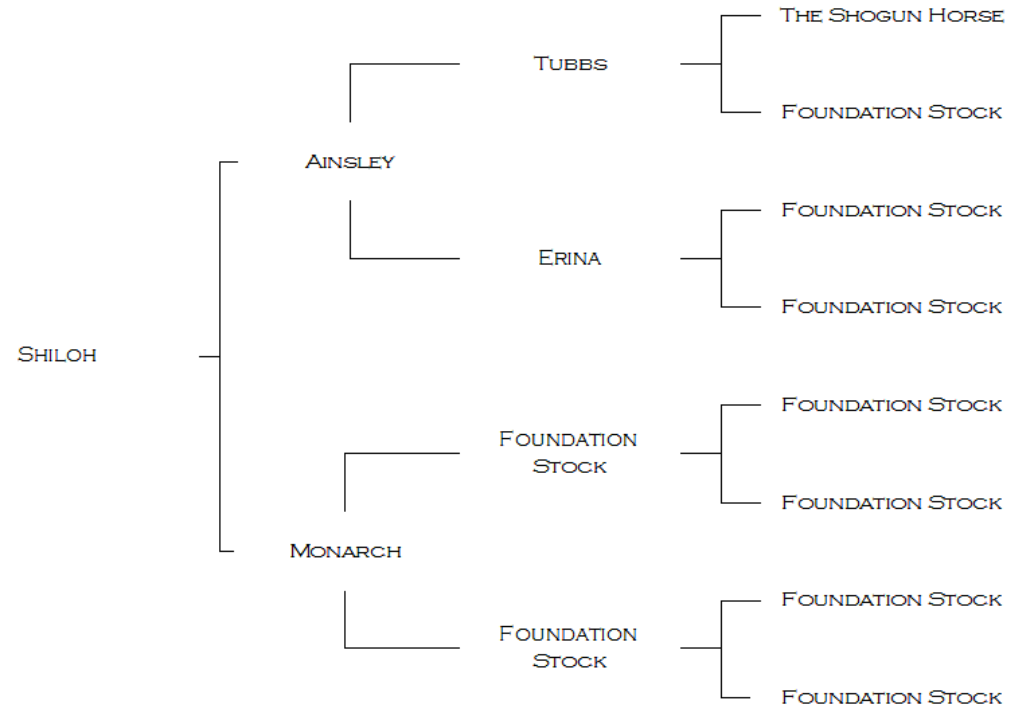 The Shogun Horse
Tubbs
Foundation Stock
Ainsley
Foundation Stock
Erina
Foundation Stock
Shiloh
Foundation Stock
Foundation
Stock
Foundation Stock
Monarch
Foundation Stock
Foundation
Stock
Foundation Stock